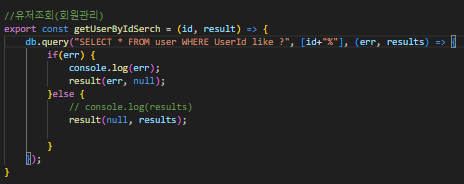 //유저조회(회원관리)
export const getUserByIdSerch = (id, result) => {
    db.query("SELECT * FROM user WHERE UserId like ?", [id+"%"], (err, results) => {
        if(err) {
            console.log(err);
            result(err, null);
        }else {
            // console.log(results)
            result(null, results);
        }
    });
}